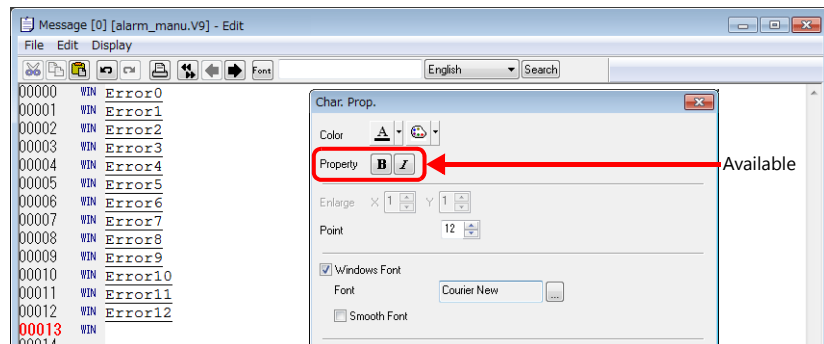 Message [0] [alarm_manu.V9] - Edit
File Edit Display
Font English Search
00000 WIN Error0
00001 WIN Error1
00002 WIN Error2
00003 WIN Error3
00004 WIN Error4
00005 WIN Error5
00006 WIN Error6
00007 WIN Error7
00008 WIN Error8
00009 WIN Error9
00010 WIN Error10
00011 WIN Error11
00012 WIN Error12
00013 WIN
00014
Char. Prop.
Color A
Property B I
Available
Enlarge X 1 Y 1
Point 12
Windows Font
Font Courier New ...
Smooth Font